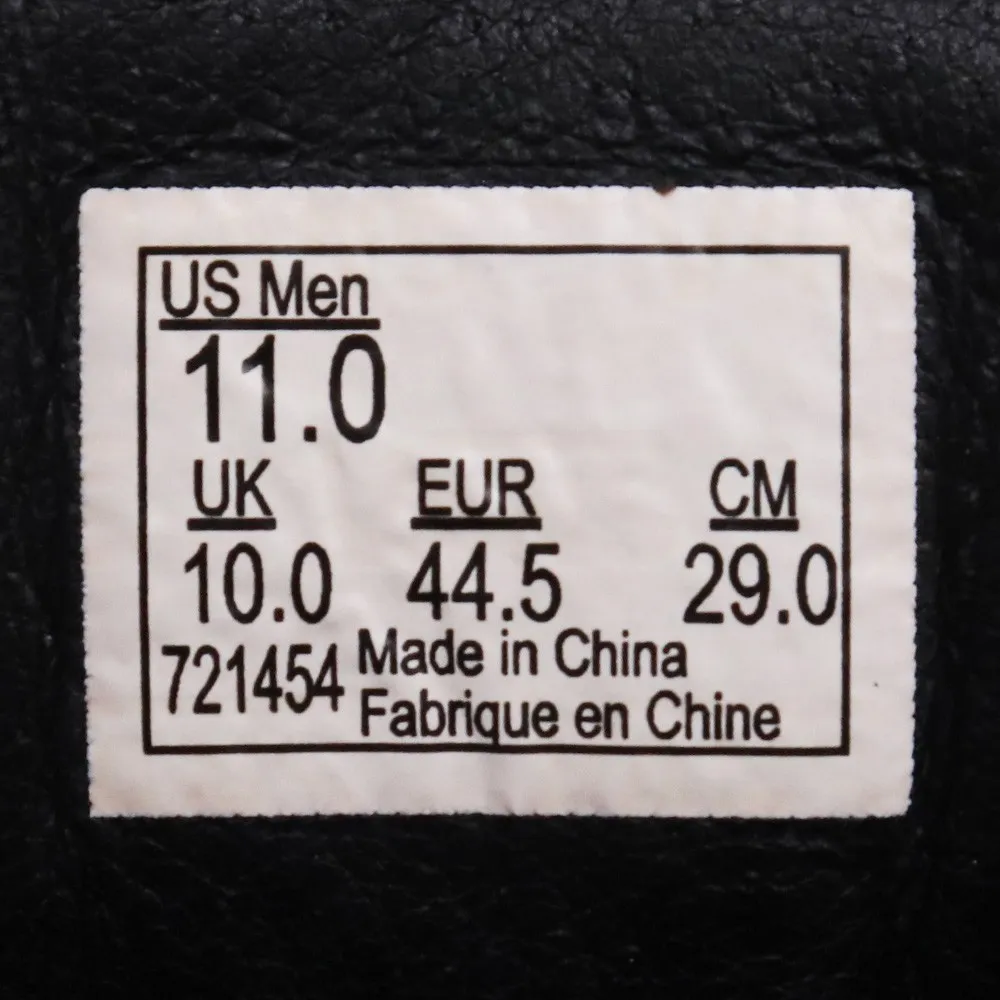 US Men
11.0
UK EUR CM
10.0 44.5 29.0
721454 Made in China
Fabrique en Chine